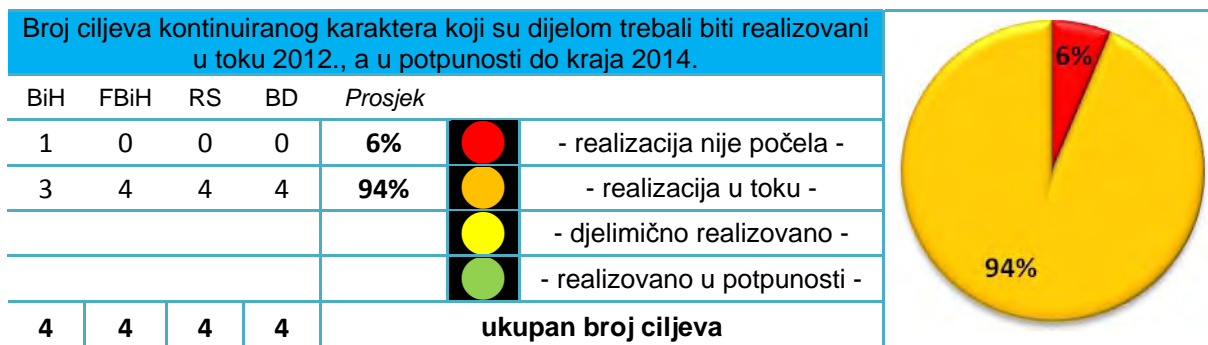 Broj ciljeva kontinuiranog karaktera koji su dijelom trebali biti realizovani
u toku 2012., a u potpunosti do kraja 2014.
BiH FBiH RS BD Prosjek
1 0 0 0 6% - realizacija nije počela -
3 4 4 4 94% - realizacija u toku -
- djelimično realizovano -
- realizovano u potpunosti -
4 4 4 4 ukupan broj ciljeva
6%
94%